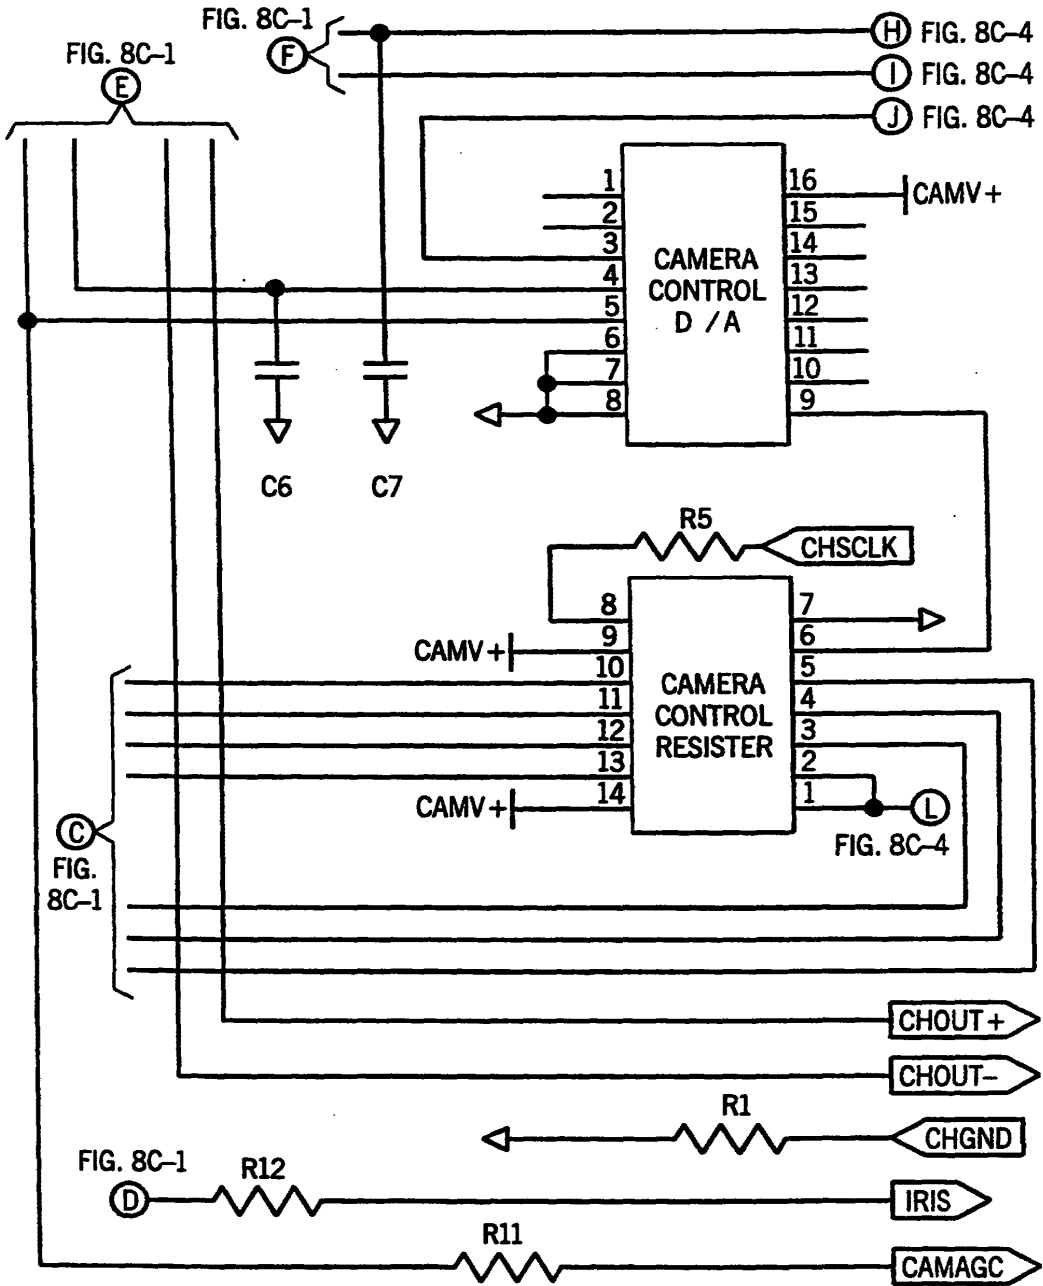 FIG. 8C–1
F
H FIG. 8C–4
FIG. 8C–1
E
I FIG. 8C–4
J FIG. 8C–4
1
2
3
4
5
6
7
8
CAMERA
CONTROL
D /A
16
15
14
13
12
11
10
9
CAMV+
C6
C7
R5
CHSCLK
8
9
10
11
12
13
14
CAMV+
CAMV+
CAMERA
CONTROL
RESISTER
7
6
5
4
3
2
1
L
FIG. 8C–4
C
FIG.
8C–1
CHOUT+
CHOUT–
R1
CHGND
FIG. 8C–1
D
R12
IRIS
R11
CAMAGC